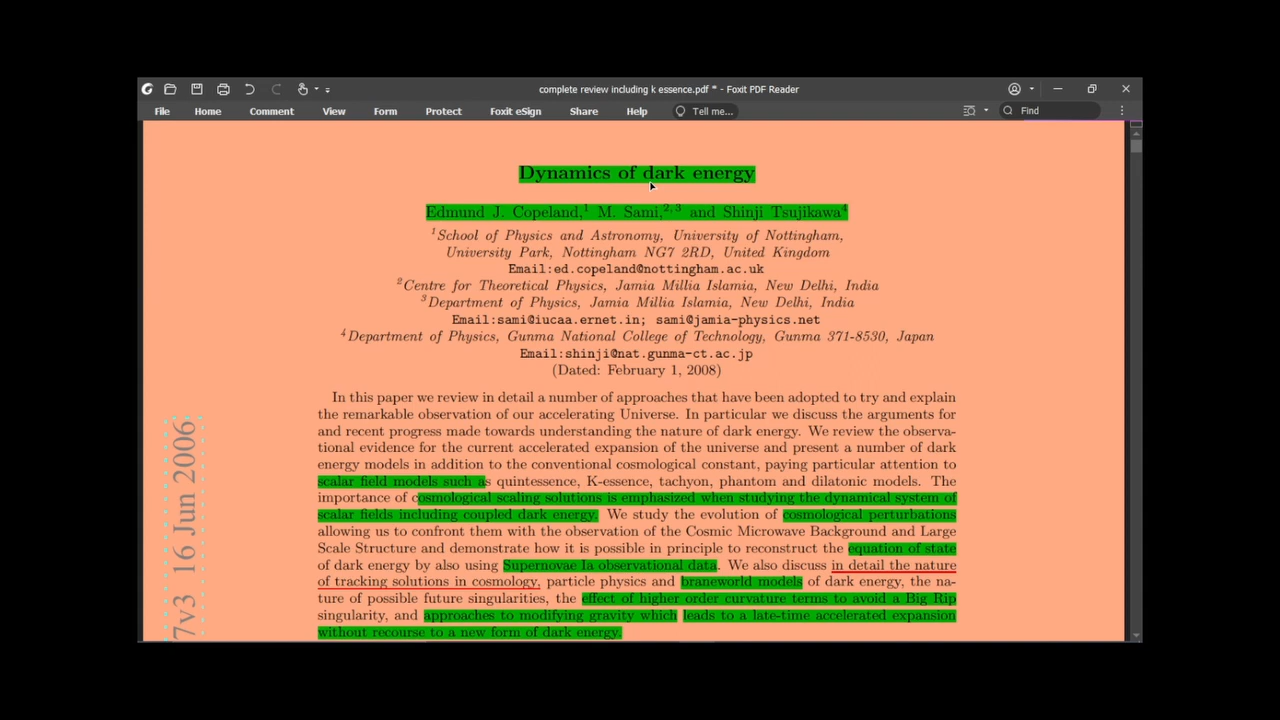 complete review including k essence.pdf * - Foxit PDF Reader
File Home Comment View Form Protect Foxit eSign Share Help Tell me... Find
Dynamics of dark energy
Edmund J. Copeland,1 M. Sami,2,3 and Shinji Tsujikawa4
1School of Physics and Astronomy, University of Nottingham,
University Park, Nottingham NG7 2RD, United Kingdom
Email:ed.copeland@nottingham.ac.uk
2Centre for Theoretical Physics, Jamia Millia Islamia, New Delhi, India
3Department of Physics, Jamia Millia Islamia, New Delhi, India
Email:sami@iucaa.ernet.in; sami@jamia-physics.net
4Department of Physics, Gunma National College of Technology, Gunma 371-8530, Japan
Email:shinji@nat.gunma-ct.ac.jp
(Dated: February 1, 2008)
In this paper we review in detail a number of approaches that have been adopted to try and explain
the remarkable observation of our accelerating Universe. In particular we discuss the arguments for
and recent progress made towards understanding the nature of dark energy. We review the observa-
tional evidence for the current accelerated expansion of the universe and present a number of dark
energy models in addition to the conventional cosmological constant, paying particular attention to
scalar field models such as quintessence, K-essence, tachyon, phantom and dilatonic models. The
importance of cosmological scaling solutions is emphasized when studying the dynamical system of
scalar fields including coupled dark energy. We study the evolution of cosmological perturbations
allowing us to confront them with the observation of the Cosmic Microwave Background and Large
Scale Structure and demonstrate how it is possible in principle to reconstruct the equation of state
of dark energy by also using Supernovae Ia observational data. We also discuss in detail the nature
of tracking solutions in cosmology, particle physics and braneworld models of dark energy, the na-
ture of possible future singularities, the effect of higher order curvature terms to avoid a Big Rip
singularity, and approaches to modifying gravity which leads to a late-time accelerated expansion
without recourse to a new form of dark energy.
7v3 16 Jun 2006